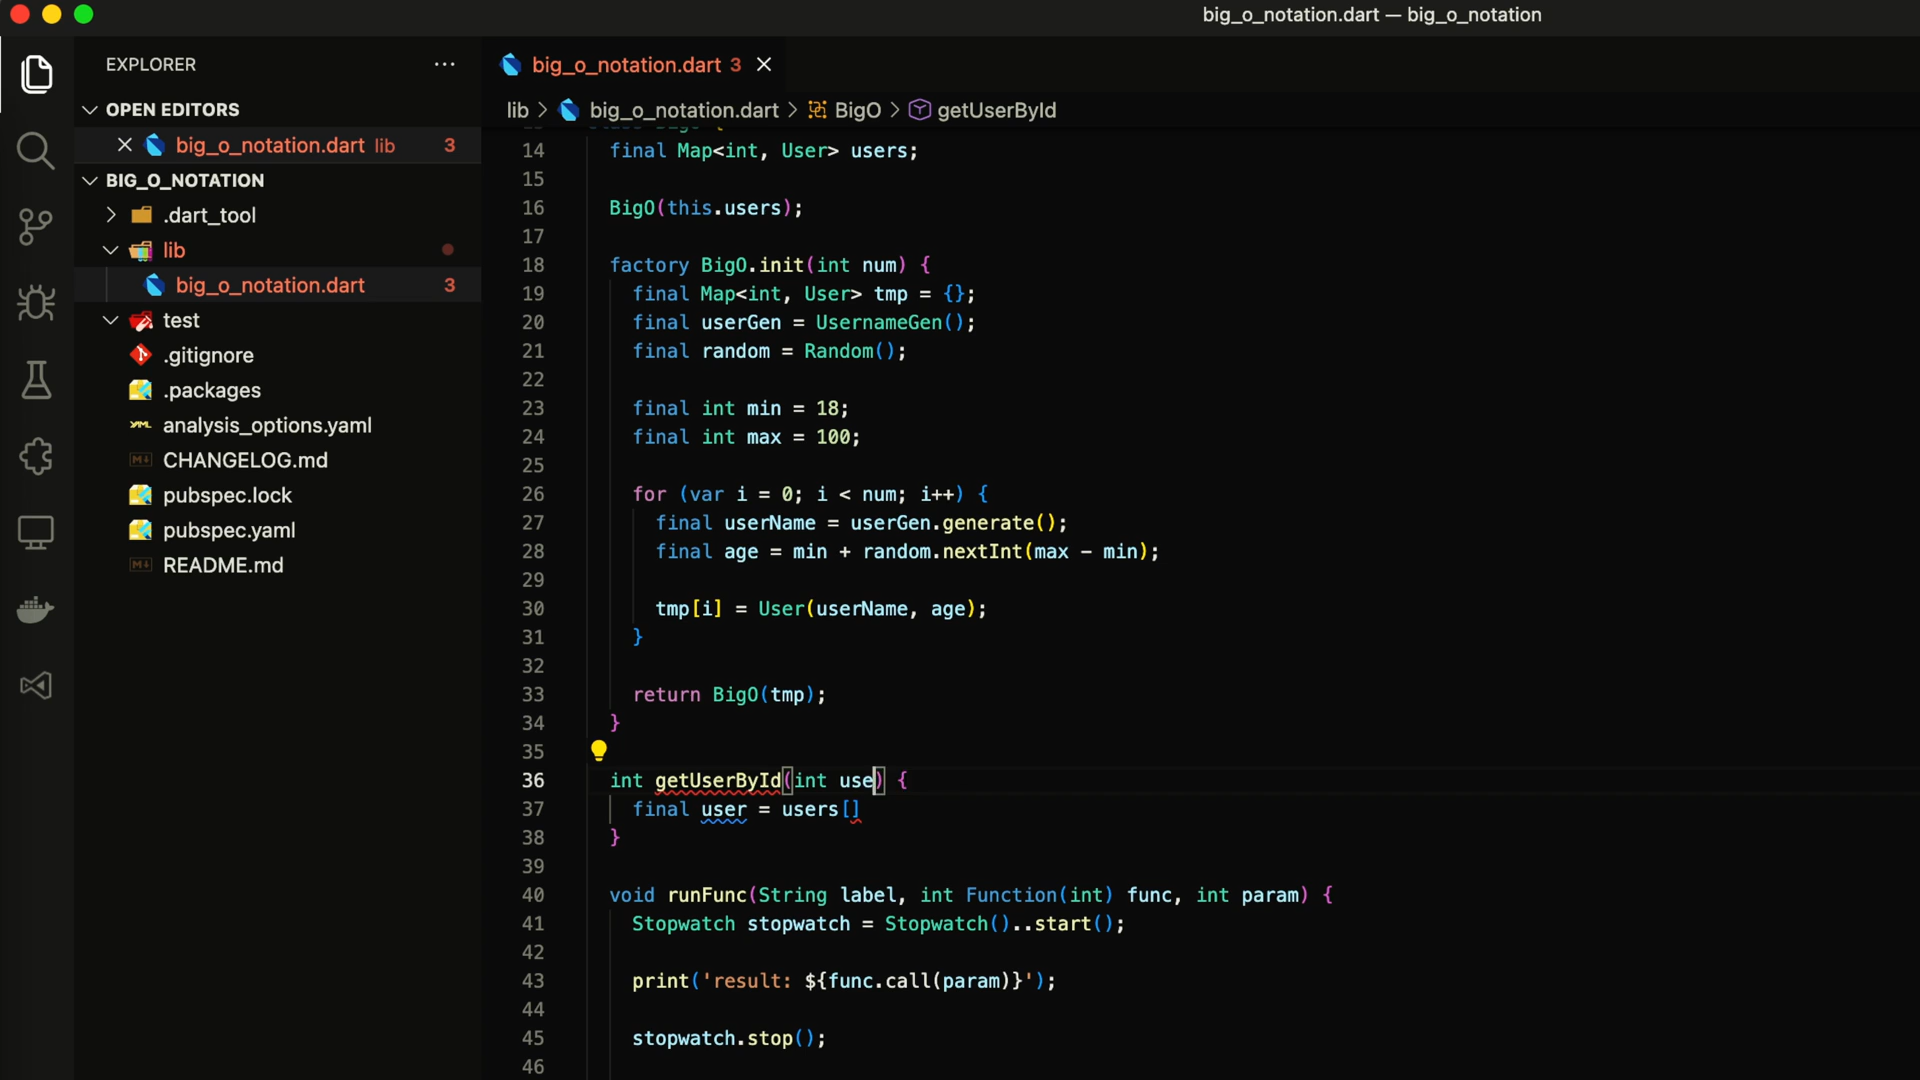 big_o_notation.dart — big_o_notation
EXPLORER
big_o_notation.dart 3
OPEN EDITORS
big_o_notation.dart lib 3
BIG_O_NOTATION
.dart_tool
lib
big_o_notation.dart 3
test
.gitignore
.packages
analysis_options.yaml
CHANGELOG.md
pubspec.lock
pubspec.yaml
README.md
lib > big_o_notation.dart > BigO > getUserById
14 final Map<int, User> users;
15
16 BigO(this.users);
17
18 factory BigO.init(int num) {
19 final Map<int, User> tmp = {};
20 final userGen = UsernameGen();
21 final random = Random();
22
23 final int min = 18;
24 final int max = 100;
25
26 for (var i = 0; i < num; i++) {
27 final userName = userGen.generate();
28 final age = min + random.nextInt(max - min);
29
30 tmp[i] = User(userName, age);
31 }
32
33 return BigO(tmp);
34 }
35
36 int getUserById(int use) {
37 final user = users[]
38 }
39
40 void runFunc(String label, int Function(int) func, int param) {
41 Stopwatch stopwatch = Stopwatch()..start();
42
43 print('result: ${func.call(param)}');
44
45 stopwatch.stop();
46